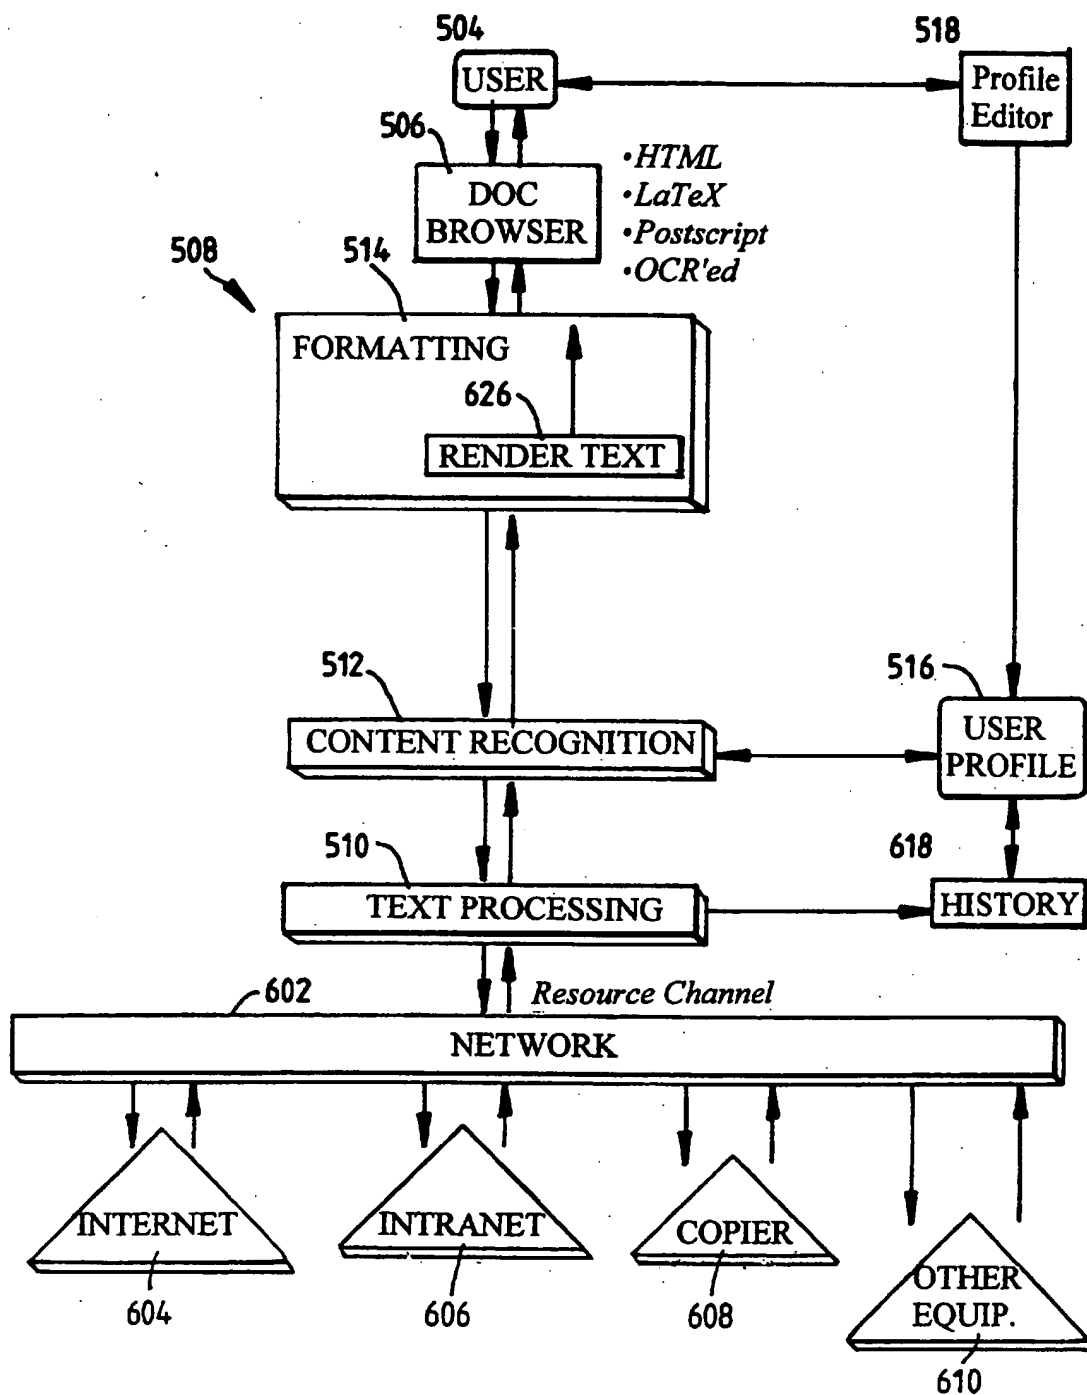 504
518
USER
Profile
Editor
506
DOC
BROWSER
•HTML
•LaTeX
•Postscript
•OCR'ed
508
514
FORMATTING
626
RENDER TEXT
512
516
CONTENT RECOGNITION
USER
PROFILE
510
618
TEXT PROCESSING
HISTORY
602
Resource Channel
NETWORK
INTERNET
INTRANET
COPIER
OTHER
EQUIP.
604
606
608
610